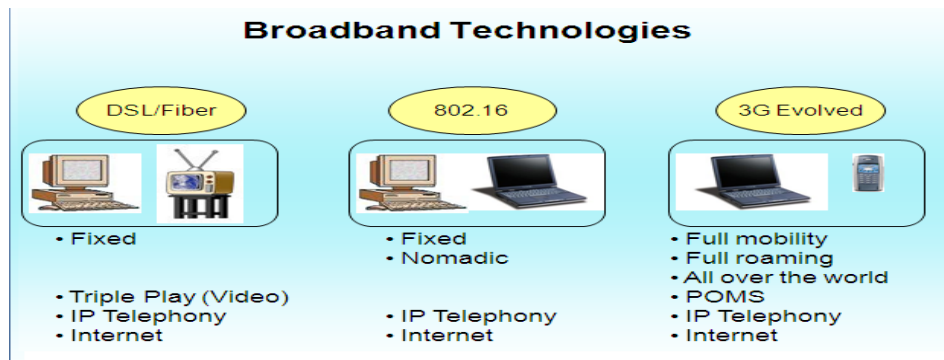 Broadband Technologies
DSL/Fiber
• Fixed
• Triple Play (Video)
• IP Telephony
• Internet
802.16
• Fixed
• Nomadic
• IP Telephony
• Internet
3G Evolved
• Full mobility
• Full roaming
• All over the world
• POMS
• IP Telephony
• Internet